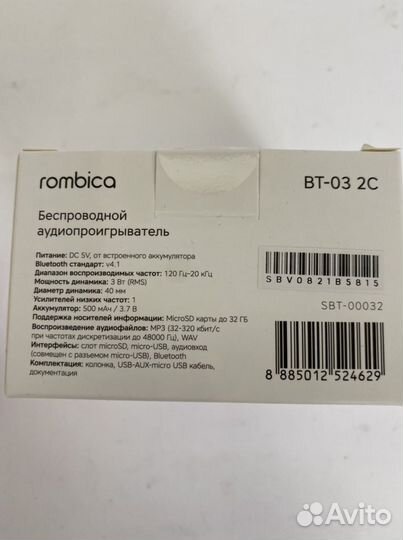 rombica
BT-03 2C
Беспроводной
аудиопроигрыватель
Питание: DC 5V, от встроенного аккумулятора
Bluetooth стандарт: v4.1
Диапазон воспроизводимых частот: 120 Гц-20 кГц
Мощность динамика: 3 Вт (RMS)
Диаметр динамика: 40 мм
Усилителей низких частот: 1
Аккумулятор: 500 мАч / 3.7 В
Поддержка носителей информации: MicroSD карты до 32 ГБ
Воспроизведение аудиофайлов: MP3 (32-320 кбит/с
при частотах дискретизации до 48000 Гц), WAV
Интерфейсы: слот microSD, micro-USB, аудиовход
(совмещен с разъемом micro-USB), Bluetooth
Комплектация: колонка, USB-AUX-micro USB кабель,
документация
SBV0821B5815
SBT-00032
8 885012 524629
Avito